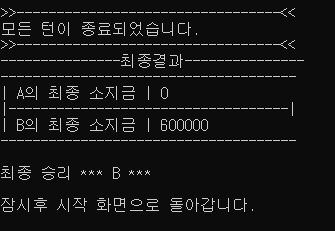 >>-------------------------------<<
모든 턴이 종료되었습니다.
>>-------------------------------<<
--------------최종결과--------------
-----------------------------------
| A의 최종 소지금 | 0
|---------------------------------|
| B의 최종 소지금 | 600000
-----------------------------------
최종 승리 *** B ***
잠시후 시작 화면으로 돌아갑니다.